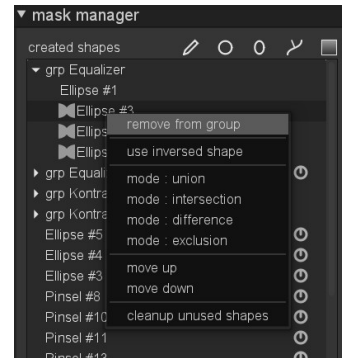 mask manager
created shapes
grp Equalizer
Ellipse #1
Ellipse #3
remove from group
use inversed shape
mode : union
mode : intersection
mode : difference
mode : exclusion
move up
move down
cleanup unused shapes
Ellips
Ellips
grp Equali
grp Kontra
grp Kontra
Ellipse #5
Ellipse #4
Ellipse #3
Pinsel #8
Pinsel #10
Pinsel #11
Pinsel #13